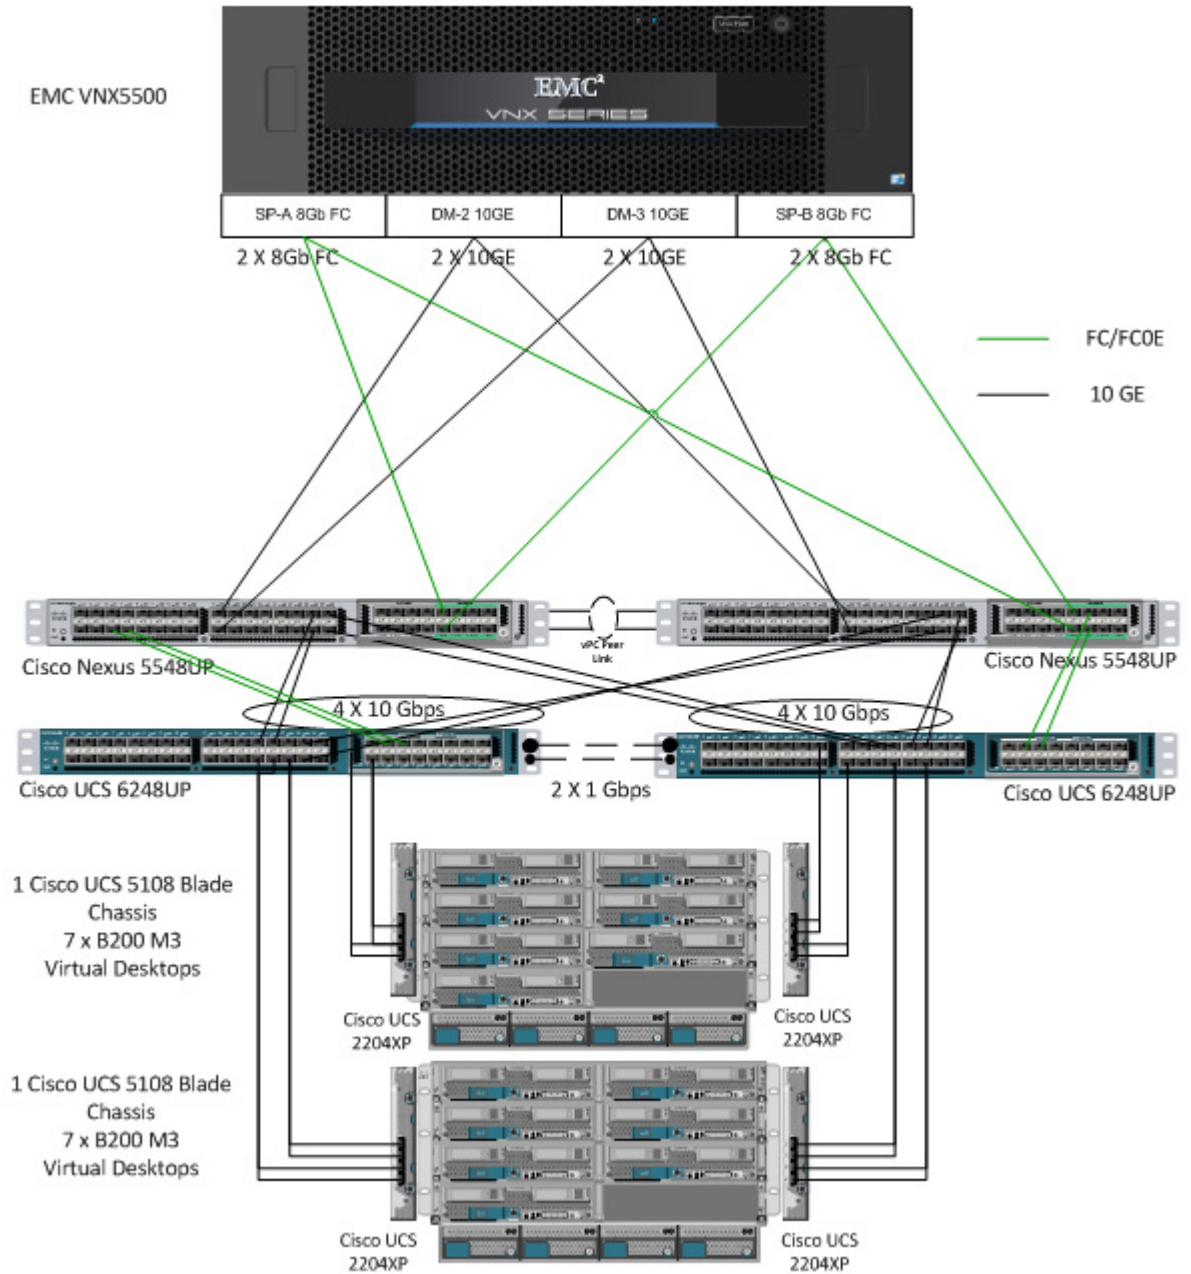 EMC VNX5500
EMC²
VNX SERIES
SP-A 8Gb FC
DM-2 10GE
DM-3 10GE
SP-B 8Gb FC
2 X 8Gb FC
2 X 10GE
2 X 10GE
2 X 8Gb FC
FC/FC0E
10 GE
vPC Peer
Link
Cisco Nexus 5548UP
Cisco Nexus 5548UP
4 X 10 Gbps
4 X 10 Gbps
Cisco UCS 6248UP
2 X 1 Gbps
Cisco UCS 6248UP
1 Cisco UCS 5108 Blade
Chassis
7 x B200 M3
Virtual Desktops
Cisco UCS
2204XP
Cisco UCS
2204XP
1 Cisco UCS 5108 Blade
Chassis
7 x B200 M3
Virtual Desktops
Cisco UCS
2204XP
Cisco UCS
2204XP